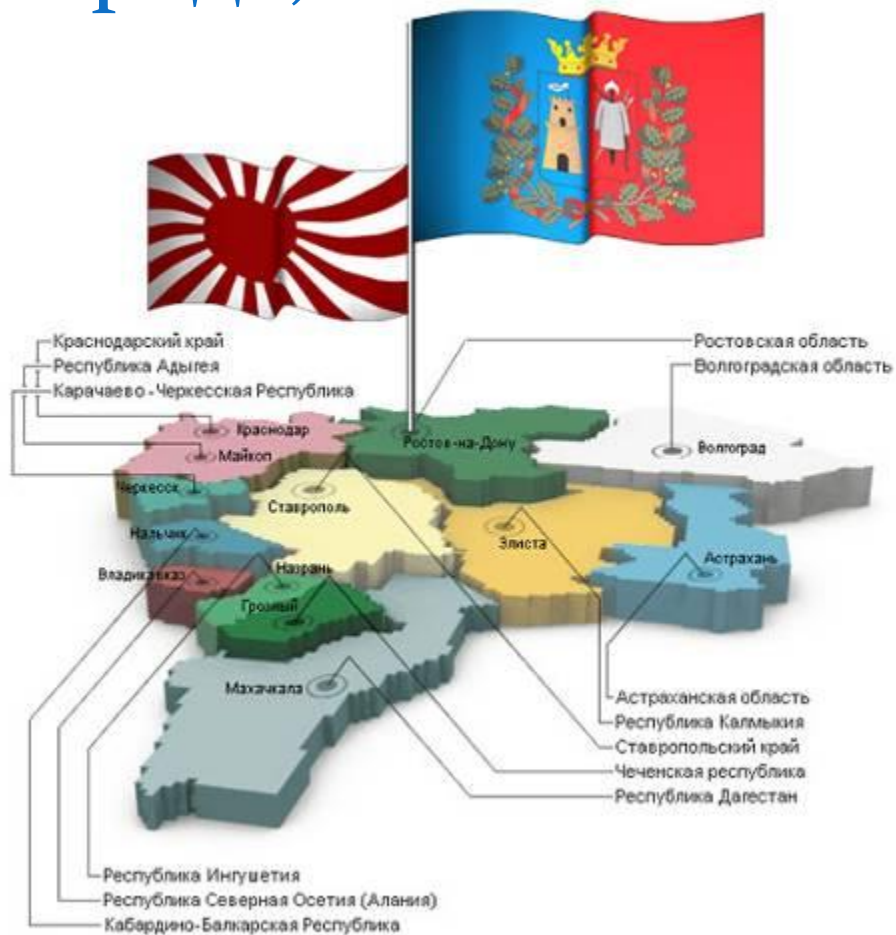 Краснодарский край
Республика Адыгея
Карачаево-Черкесская Республика
Ростовская область
Волгоградская область
Краснодар
Ростов-на-Дону
Волгоград
Майкоп
Черкесск
Ставрополь
Нальчик
Элиста
Астрахань
Назрань
Владикавказ
Грозный
Махачкала
Астраханская область
Республика Калмыкия
Ставропольский край
Чеченская республика
Республика Дагестан
Республика Ингушетия
Республика Северная Осетия (Алания)
Кабардино-Балкарская Республика